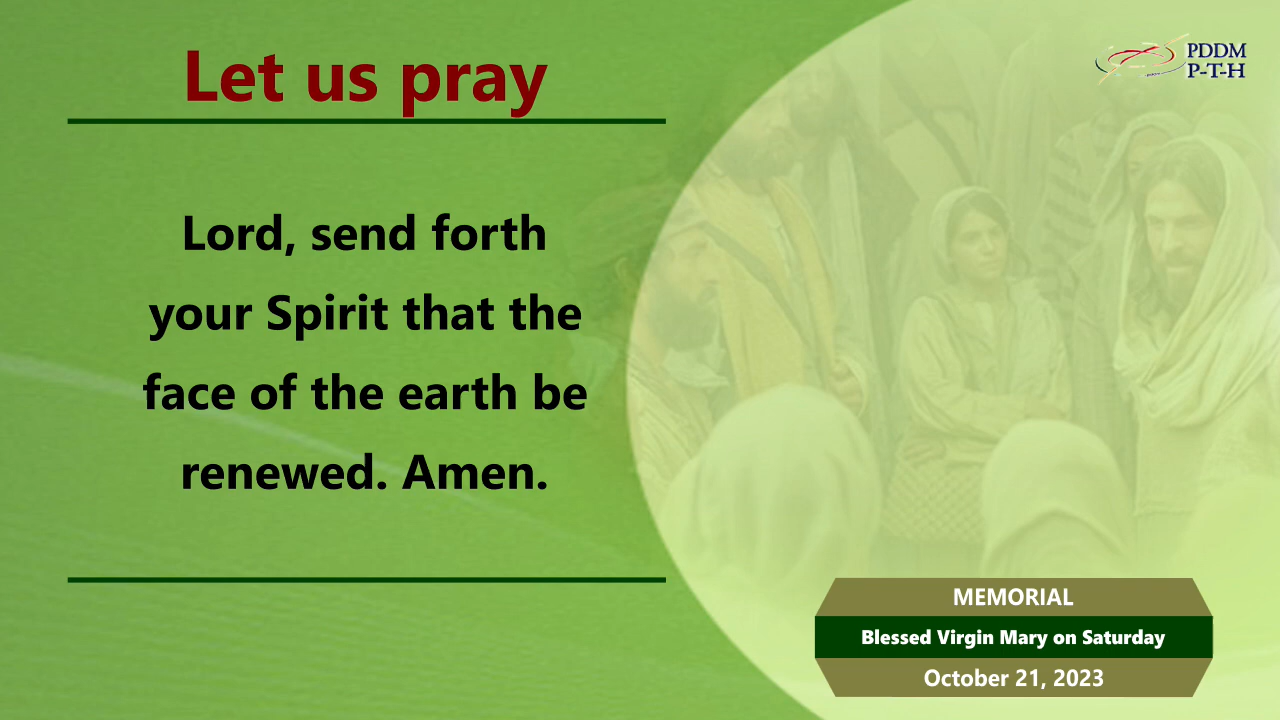 Let us pray
Lord, send forth
your Spirit that the
face of the earth be
renewed. Amen.
PDDM
P-T-H
MEMORIAL
Blessed Virgin Mary on Saturday
October 21, 2023